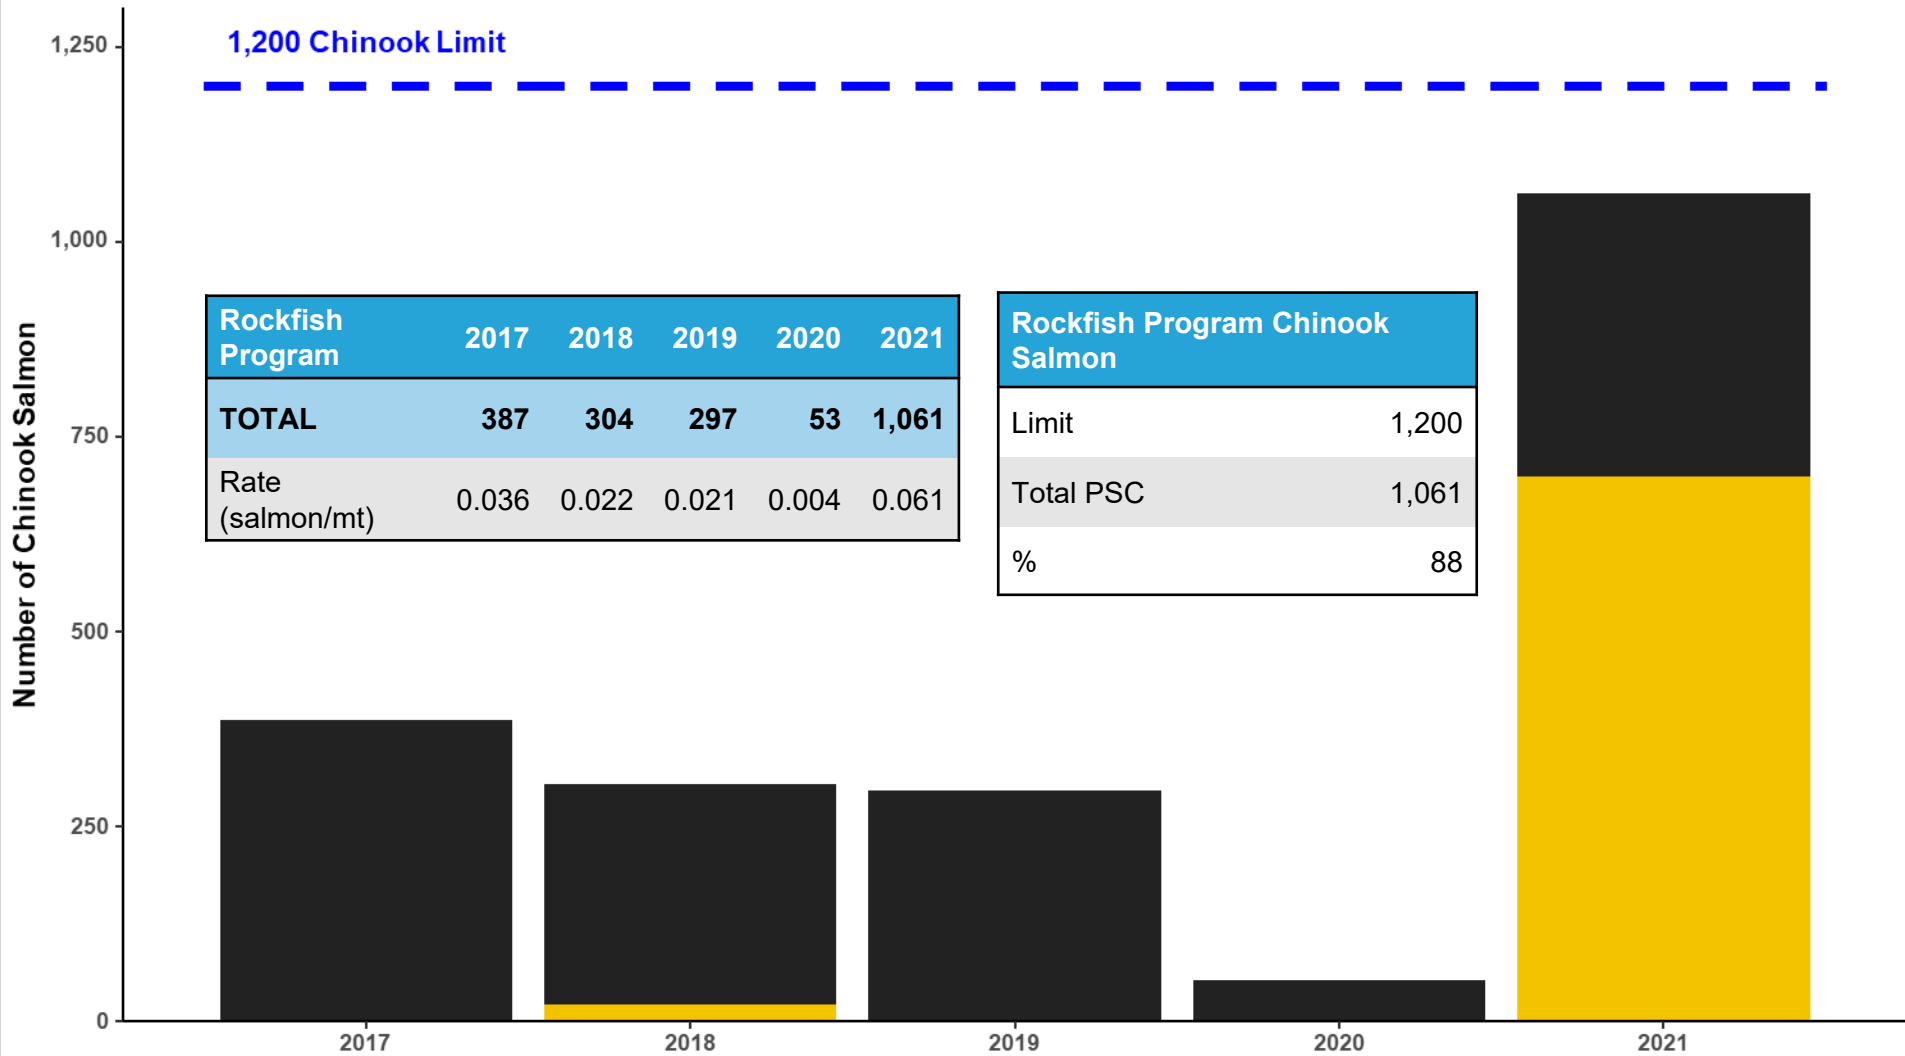 1,200 Chinook Limit
Number of Chinook Salmon
1,250
1,000
750
500
250
0
Rockfish Program 2017 2018 2019 2020 2021
TOTAL 387 304 297 53 1,061
Rate (salmon/mt) 0.036 0.022 0.021 0.004 0.061
Rockfish Program Chinook
Salmon
Limit 1,200
Total PSC 1,061
% 88
2017 2018 2019 2020 2021